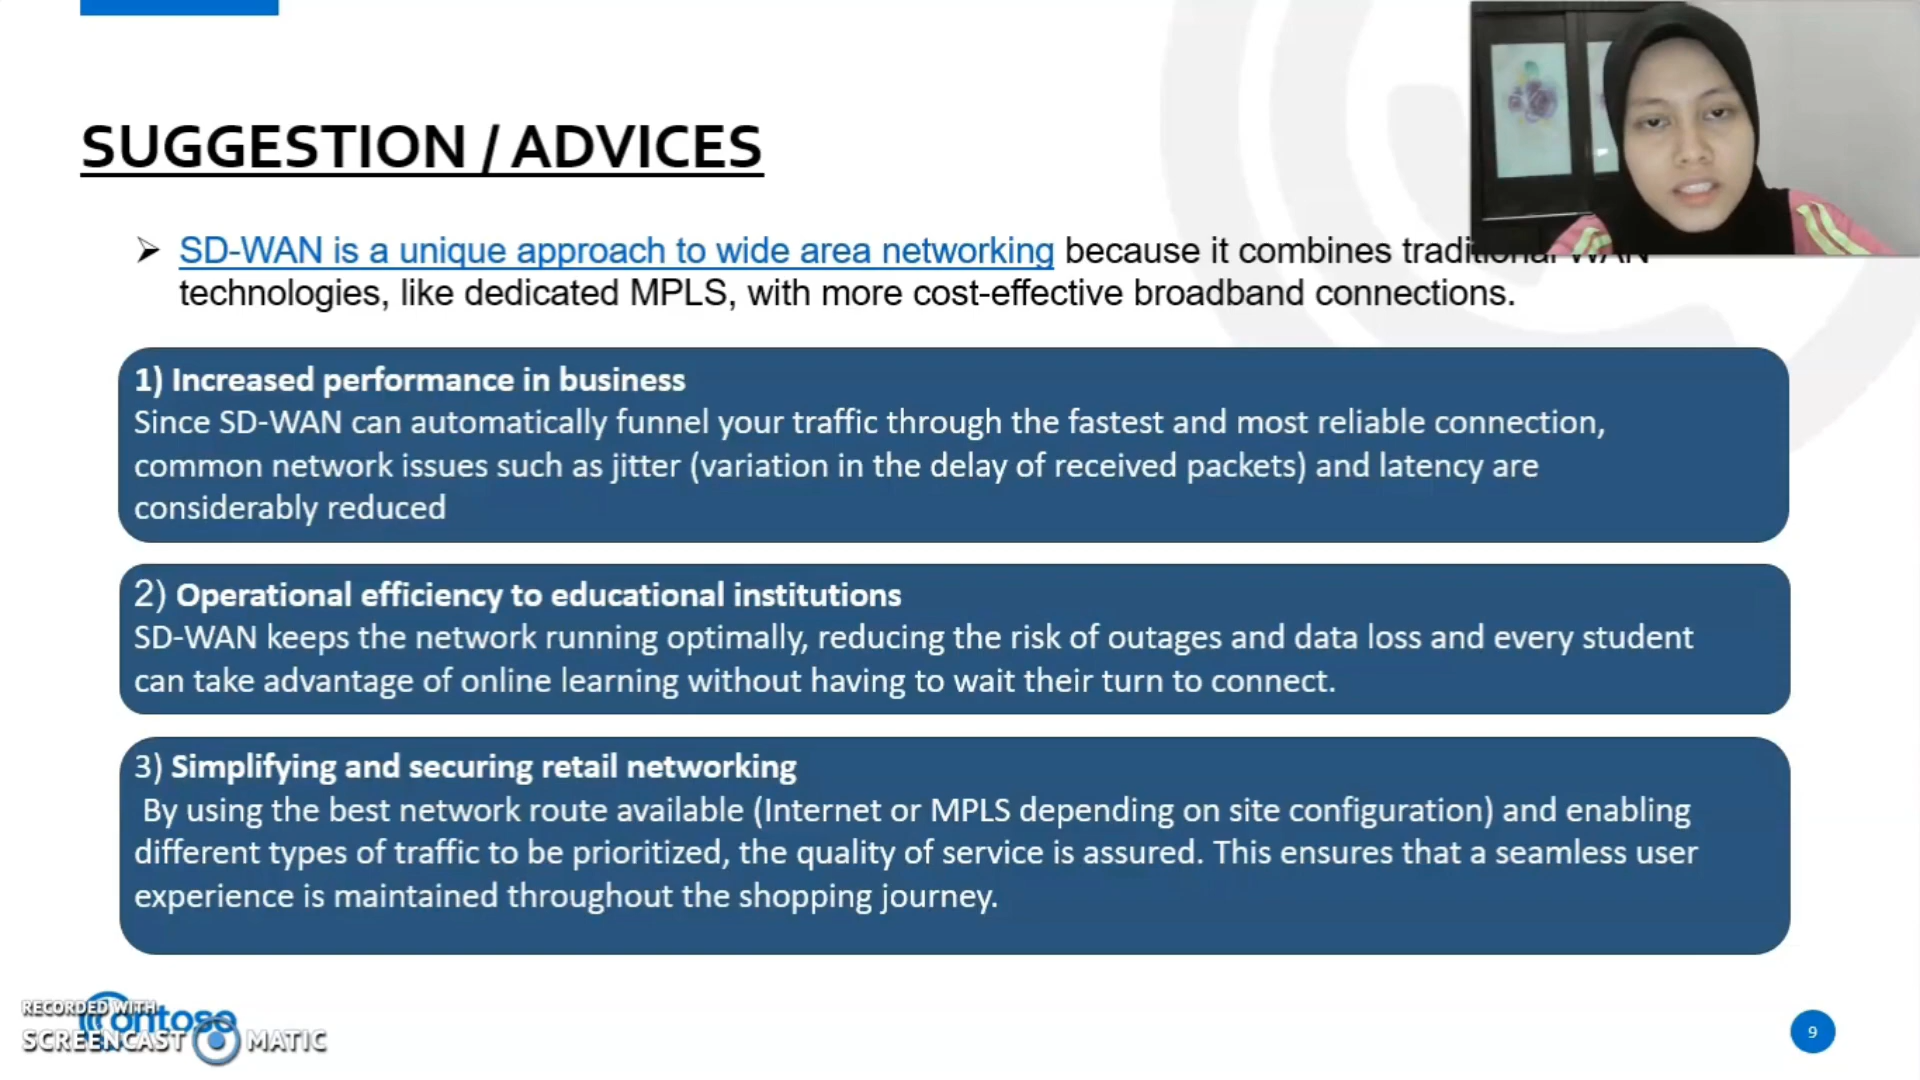 SUGGESTION / ADVICES
➢ SD-WAN is a unique approach to wide area networking because it combines traditional WAN
technologies, like dedicated MPLS, with more cost-effective broadband connections.
1) Increased performance in business
Since SD-WAN can automatically funnel your traffic through the fastest and most reliable connection,
common network issues such as jitter (variation in the delay of received packets) and latency are
considerably reduced
2) Operational efficiency to educational institutions
SD-WAN keeps the network running optimally, reducing the risk of outages and data loss and every student
can take advantage of online learning without having to wait their turn to connect.
3) Simplifying and securing retail networking
By using the best network route available (Internet or MPLS depending on site configuration) and enabling
different types of traffic to be prioritized, the quality of service is assured. This ensures that a seamless user
experience is maintained throughout the shopping journey.
RECORDED WITH
Contoso
SCREENCAST MATIC
9